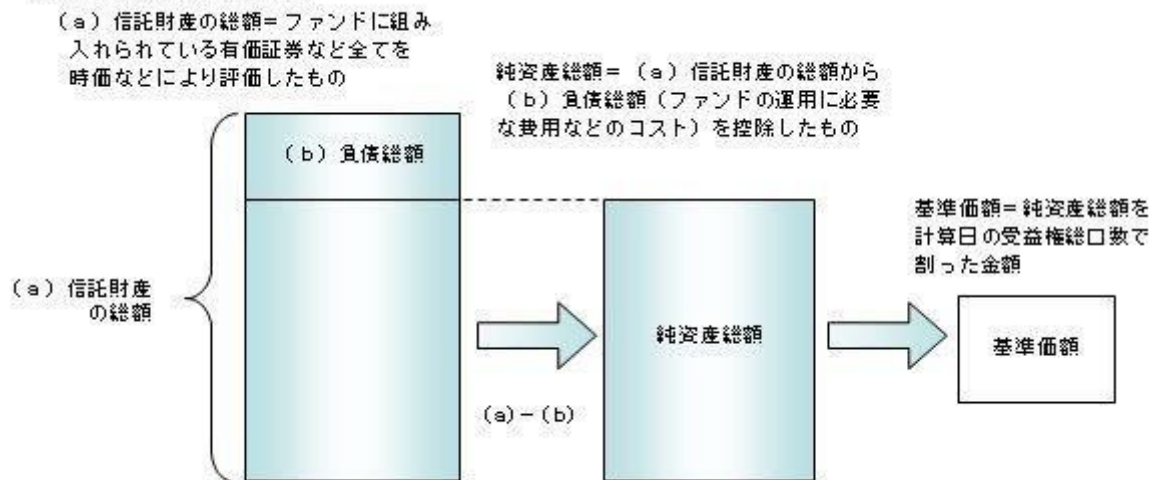 (a)信託財産の総額=ファンドに組み
入れられている有価証券など全てを
時価などにより評価したもの
純資産総額=(a)信託財産の総額から
(b)負債総額(ファンドの運用に必要
な費用などのコスト)を控除したもの
(b)負債総額
基準価額=純資産総額を
計算日の受益権総口数で
割った金額
(a)信託財産
の総額
純資産総額
基準価額
(a)-(b)